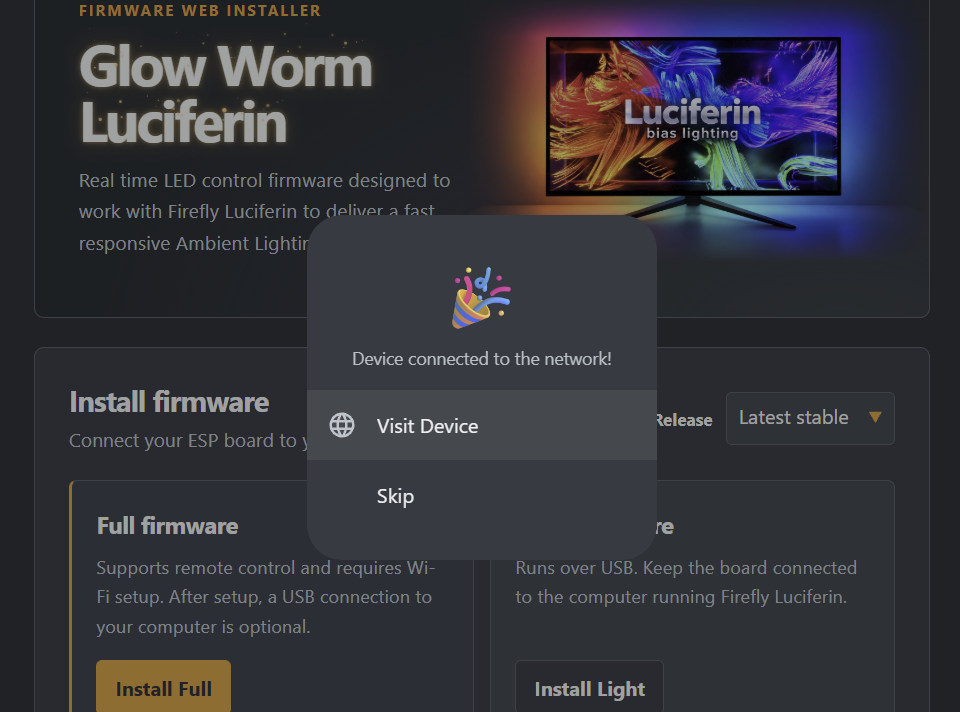 FIRMWARE WEB INSTALLER
Glow Worm
Luciferin
Real time LED control firmware designed to
work with Firefly Luciferin to deliver a fast
responsive Ambient
Luciferin
bias lighting
Device connected to the network!
Visit Device
Skip
Install firmware
Connect your ESP board to
Release
Latest stable
Full firmware
Supports remote control and requires Wi-
Fi setup. After setup, a USB connection to
your computer is optional.
Install Full
Runs over USB. Keep the board connected
to the computer running Firefly Luciferin.
Install Light